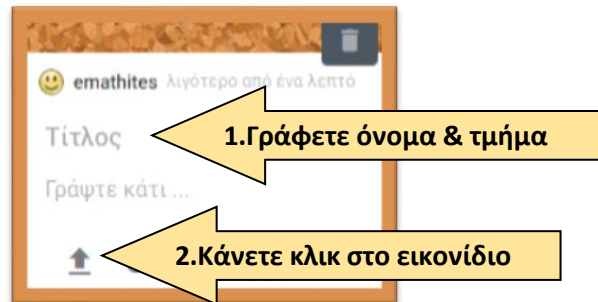 emathites λιγότερο από ένα λεπτό
Τίτλος
1.Γράφετε όνομα & τμήμα
Γράψτε κάτι ...
2.Κάνετε κλικ στο εικονίδιο